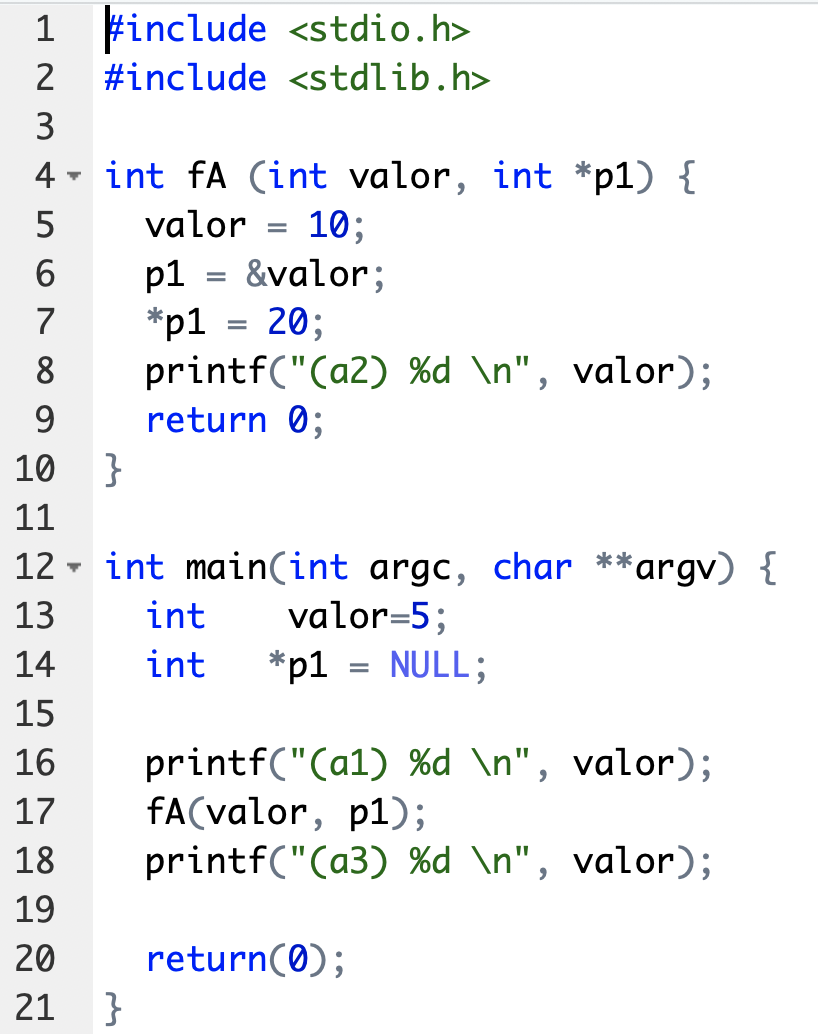 1 #include <stdio.h>
2 #include <stdlib.h>
3
4 int fA (int valor, int *p1) {
5   valor = 10;
6   p1 = &valor;
7   *p1 = 20;
8   printf("(a2) %d \n", valor);
9   return 0;
10 }
11
12 int main(int argc, char **argv) {
13   int    valor=5;
14   int   *p1 = NULL;
15
16   printf("(a1) %d \n", valor);
17   fA(valor, p1);
18   printf("(a3) %d \n", valor);
19
20   return(0);
21 }